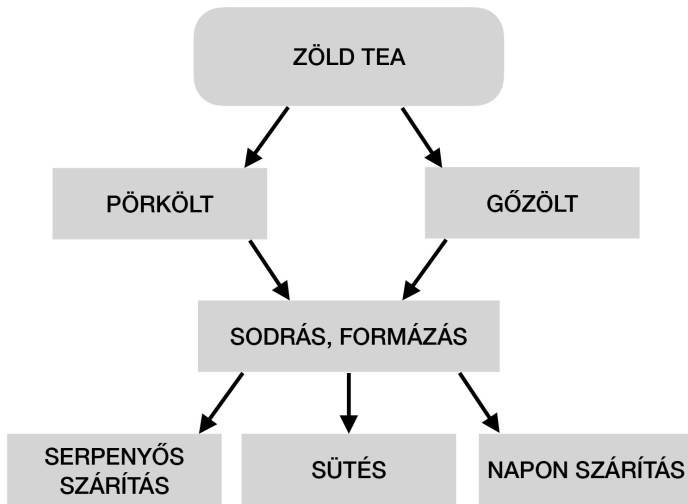 ZÖLD TEA
PÖRKÖLT
GŐZÖLT
SODRÁS, FORMÁZÁS
SERPENYŐS
SZÁRÍTÁS
SÜTÉS
NAPON SZÁRÍTÁS